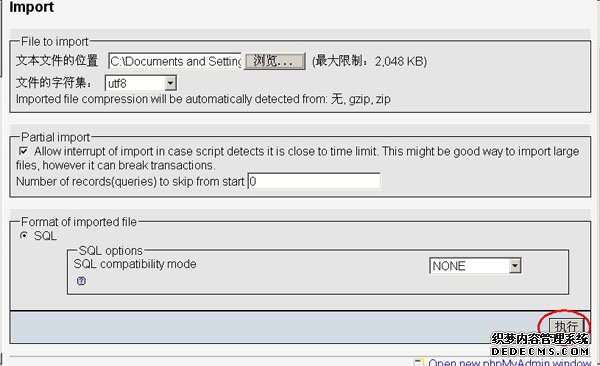 Import
File to import
文本文件的位置 C:\Documents and Setting 浏览... (最大限制：2,048 KB)
文件的字符集： utf8
Imported file compression will be automatically detected from: 无, gzip, zip
Partial import
Allow interrupt of import in case script detects it is close to time limit. This might be good way to import large
files, however it can break transactions.
Number of records(queries) to skip from start 0
Format of imported file
SQL
SQL options
SQL compatibility mode NONE
执行
织梦内容管理系统
DEDECMS.COM
Open new phpMyAdmin window